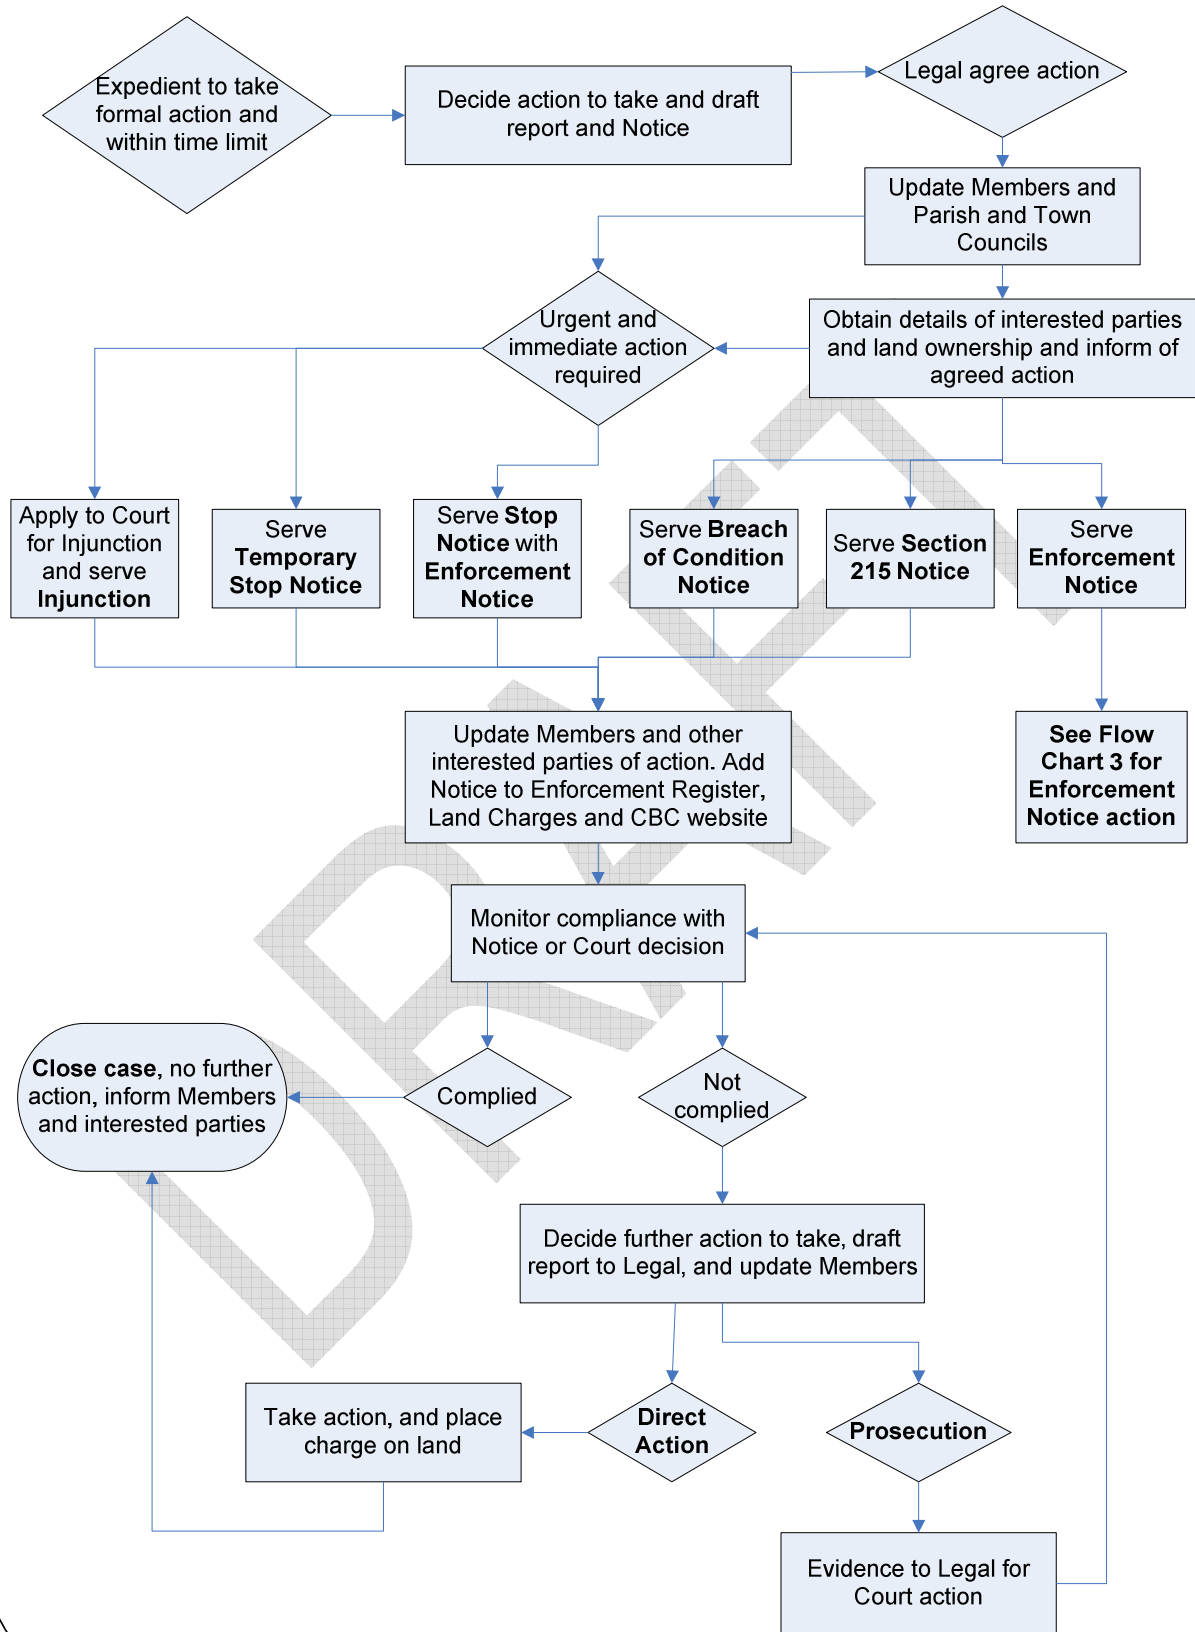 Expedient to take
formal action and
within time limit
Decide action to take and draft
report and Notice
Legal agree action
Update Members and
Parish and Town
Councils
Urgent and
immediate action
required
Obtain details of interested parties
and land ownership and inform of
agreed action
Apply to Court
for Injunction
and serve
Injunction
Serve
Temporary
Stop Notice
Serve Stop
Notice with
Enforcement
Notice
Serve Breach
of Condition
Notice
Serve Section
215 Notice
Serve
Enforcement
Notice
Update Members and other
interested parties of action. Add
Notice to Enforcement Register,
Land Charges and CBC website
See Flow
Chart 3 for
Enforcement
Notice action
Monitor compliance with
Notice or Court decision
Close case, no further
action, inform Members
and interested parties
Complied
Not
complied
Decide further action to take, draft
report to Legal, and update Members
Take action, and place
charge on land
Direct
Action
Prosecution
Evidence to Legal for
Court action
DRAFT